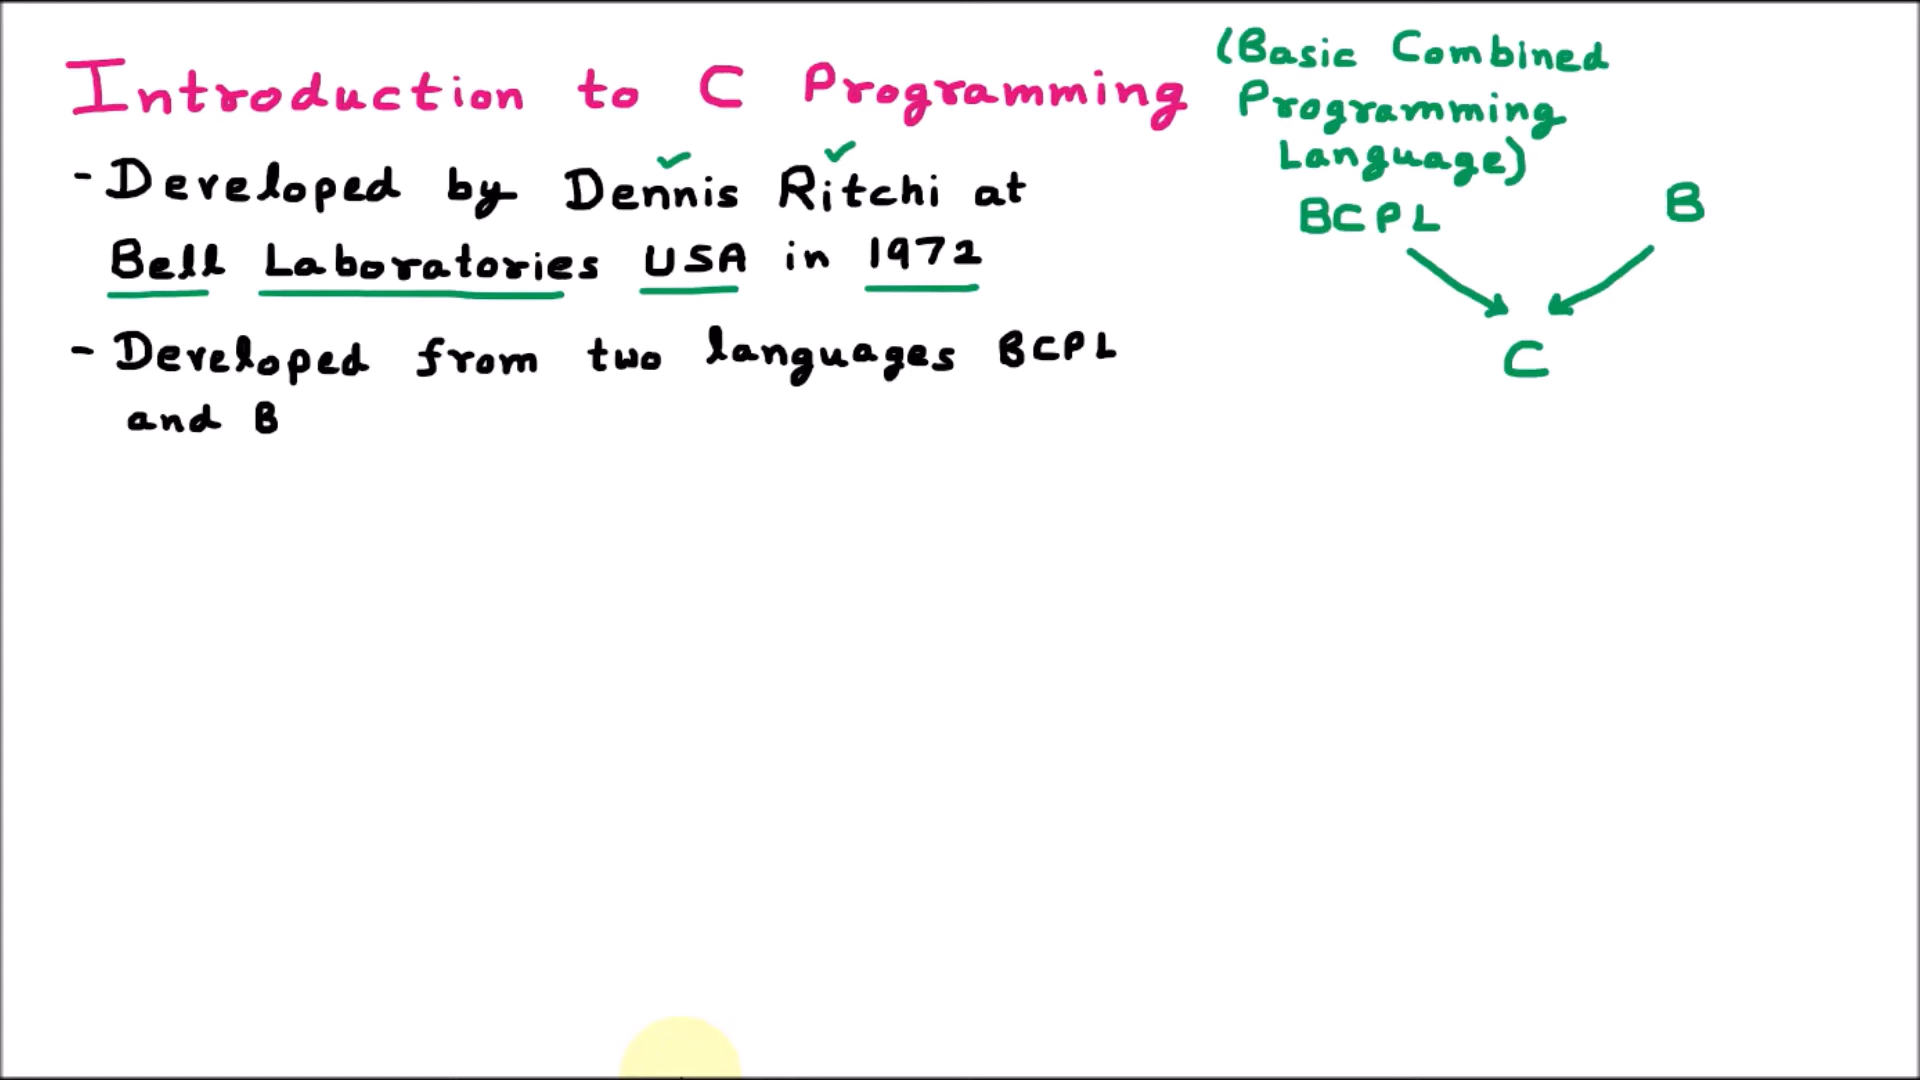 Introduction to C Programming
- Developed by Dennis Ritchi at
Bell Laboratories USA in 1972
- Developed from two languages BCPL
and B
(Basic Combined
Programming
Language)
BCPL B
C